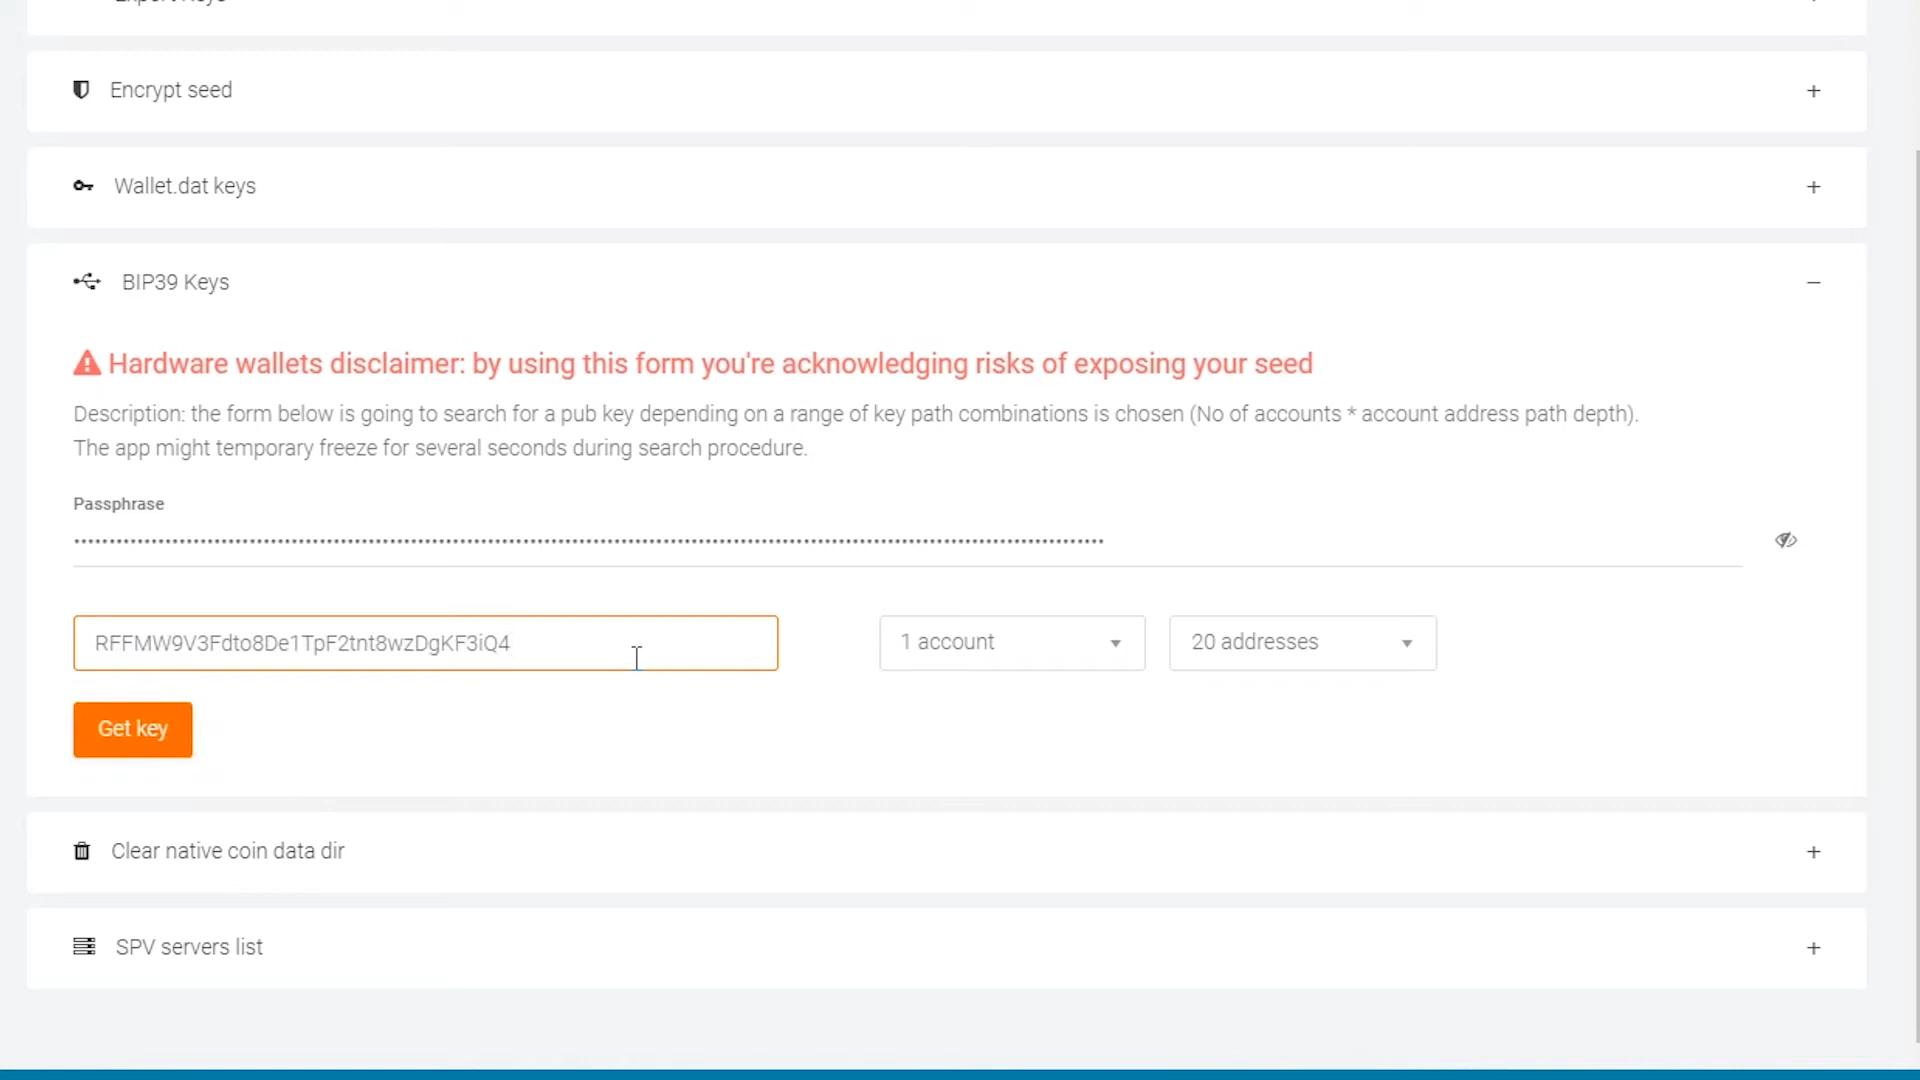 Export Keys
Encrypt seed
+
Wallet.dat keys
+
BIP39 Keys
−
Hardware wallets disclaimer: by using this form you're acknowledging risks of exposing your seed
Description: the form below is going to search for a pub key depending on a range of key path combinations is chosen (No of accounts * account address path depth).
The app might temporary freeze for several seconds during search procedure.
Passphrase
RFFMW9V3Fdto8De1TpF2tnt8wzDgKF3iQ4
1 account
20 addresses
Get key
Clear native coin data dir
+
SPV servers list
+